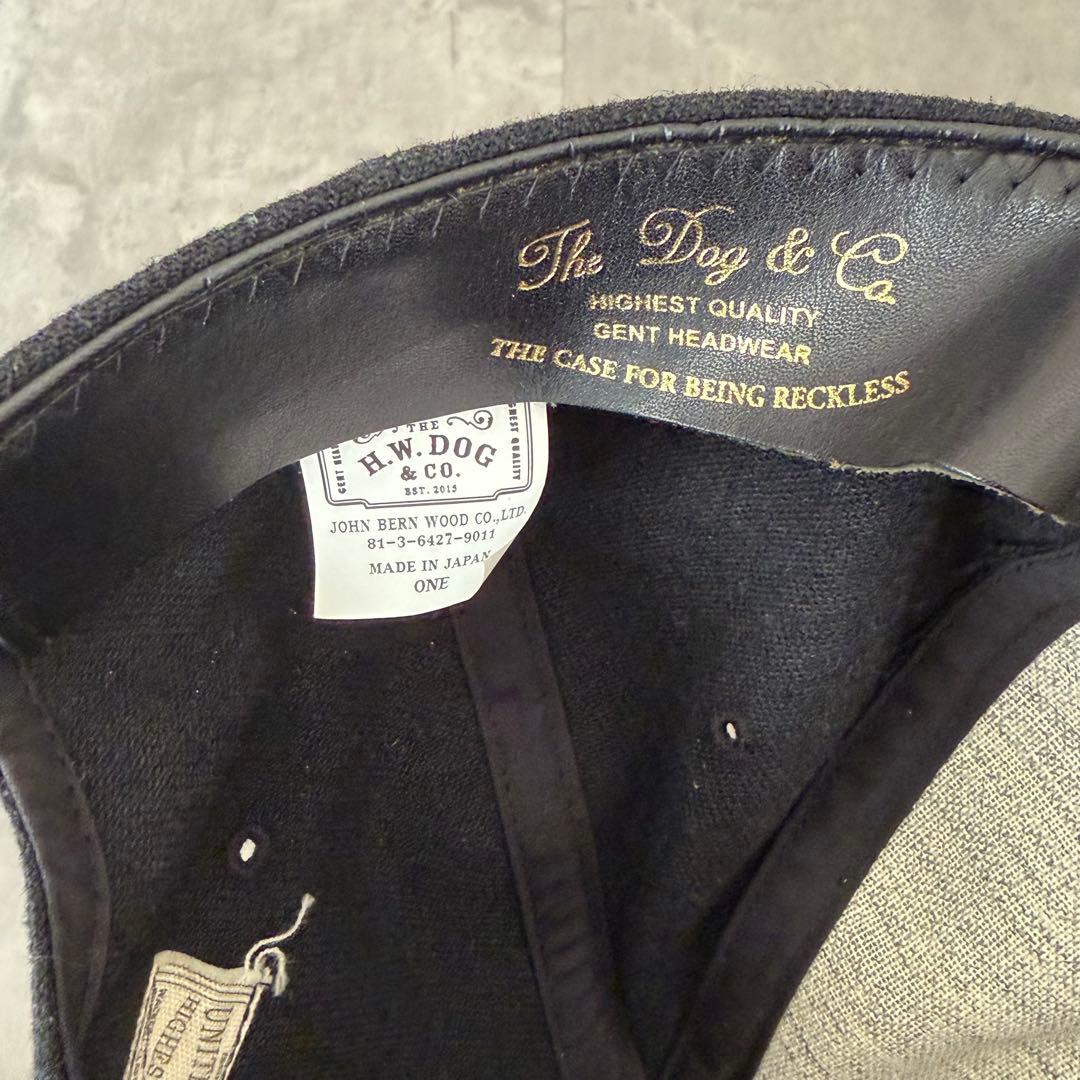 The Dog & Co.
HIGHEST QUALITY
GENT HEADWEAR
THE CASE FOR BEING RECKLESS
THE
H.W. DOG
& CO.
EST. 2015
JOHN BERN WOOD CO.,LTD.
81-3-6427-9011
MADE IN JAPAN
ONE